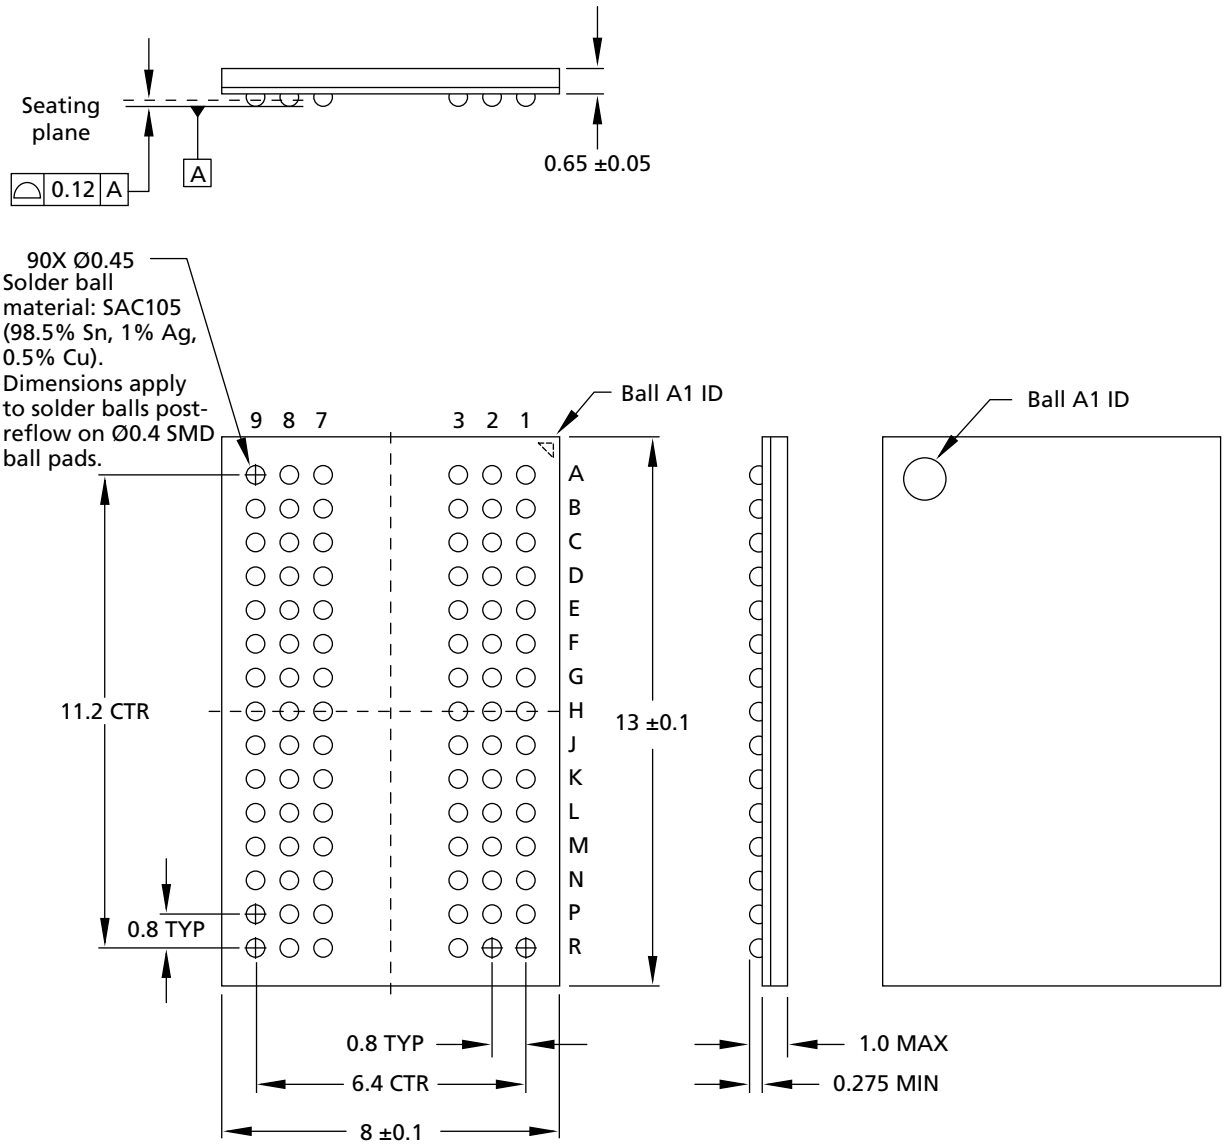 Seating
plane
A
0.12 A
0.65 ±0.05
90X Ø0.45
Solder ball
material: SAC105
(98.5% Sn, 1% Ag,
0.5% Cu).
Dimensions apply
to solder balls post-
reflow on Ø0.4 SMD
ball pads.
Ball A1 ID
Ball A1 ID
9 8 7 3 2 1
A
B
C
D
E
F
G
H
J
K
L
M
N
P
R
11.2 CTR
13 ±0.1
0.8 TYP
0.8 TYP
1.0 MAX
6.4 CTR
0.275 MIN
8 ±0.1